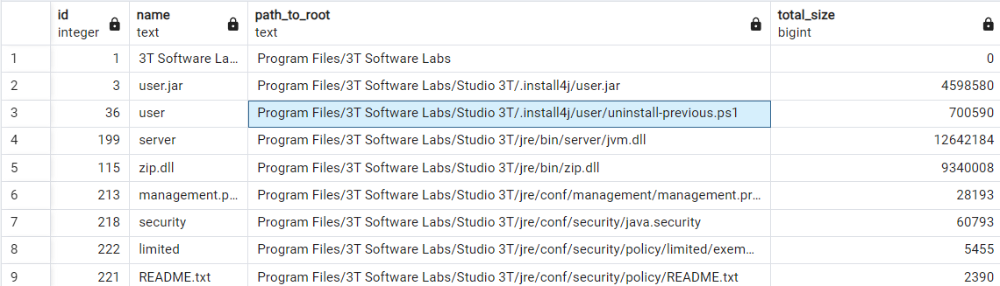 id name path_to_root total_size
integer text text bigint
1 1 3T Software La... Program Files/3T Software Labs 0
2 3 user.jar Program Files/3T Software Labs/Studio 3T/.install4j/user.jar 4598580
3 36 user Program Files/3T Software Labs/Studio 3T/.install4j/user/uninstall-previous.ps1 700590
4 199 server Program Files/3T Software Labs/Studio 3T/jre/bin/server/jvm.dll 12642184
5 115 zip.dll Program Files/3T Software Labs/Studio 3T/jre/bin/zip.dll 9340008
6 213 management.p... Program Files/3T Software Labs/Studio 3T/jre/conf/management/management.pr... 28193
7 218 security Program Files/3T Software Labs/Studio 3T/jre/conf/security/java.security 60793
8 222 limited Program Files/3T Software Labs/Studio 3T/jre/conf/security/policy/limited/exem... 5455
9 221 README.txt Program Files/3T Software Labs/Studio 3T/jre/conf/security/policy/README.txt 2390